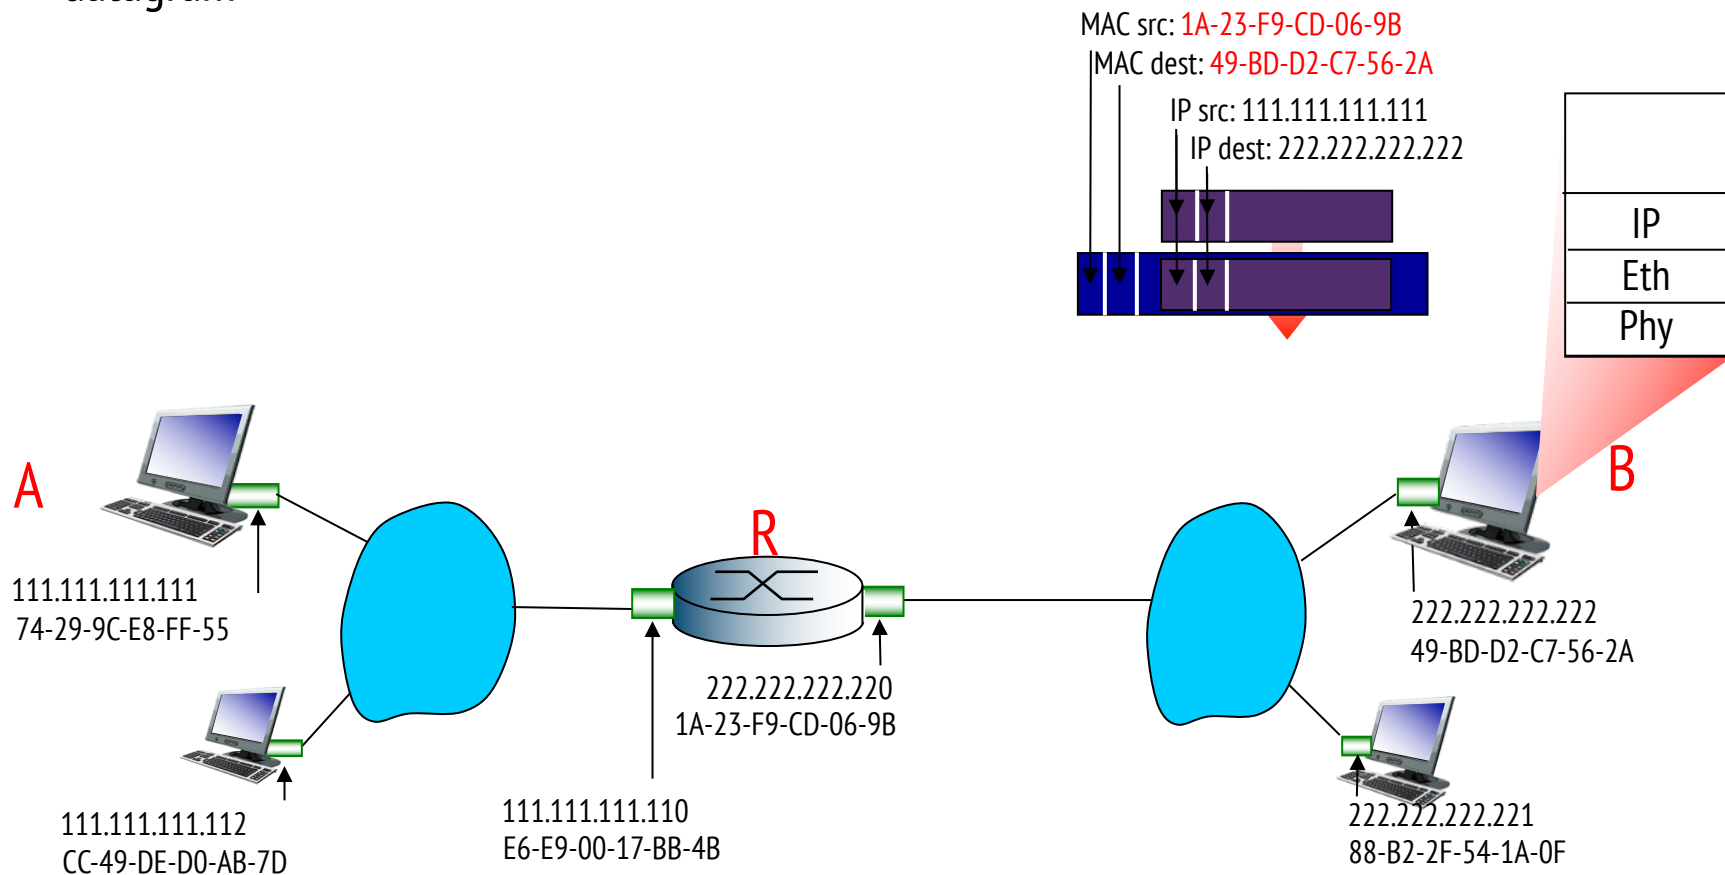 MAC src: 1A-23-F9-CD-06-9B
MAC dest: 49-BD-D2-C7-56-2A
IP src: 111.111.111.111
IP dest: 222.222.222.222
IP
Eth
Phy
A
B
R
111.111.111.111
74-29-9C-E8-FF-55
222.222.222.222
49-BD-D2-C7-56-2A
222.222.222.220
1A-23-F9-CD-06-9B
111.111.111.112
CC-49-DE-D0-AB-7D
111.111.111.110
E6-E9-00-17-BB-4B
222.222.222.221
88-B2-2F-54-1A-0F